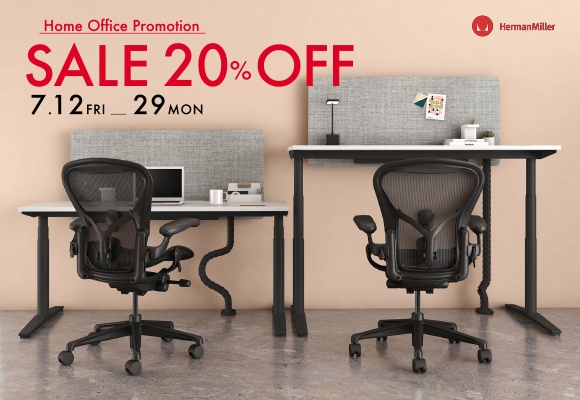 Home Office Promotion
HermanMiller
SALE 20% OFF
7.12 FRI __ 29 MON